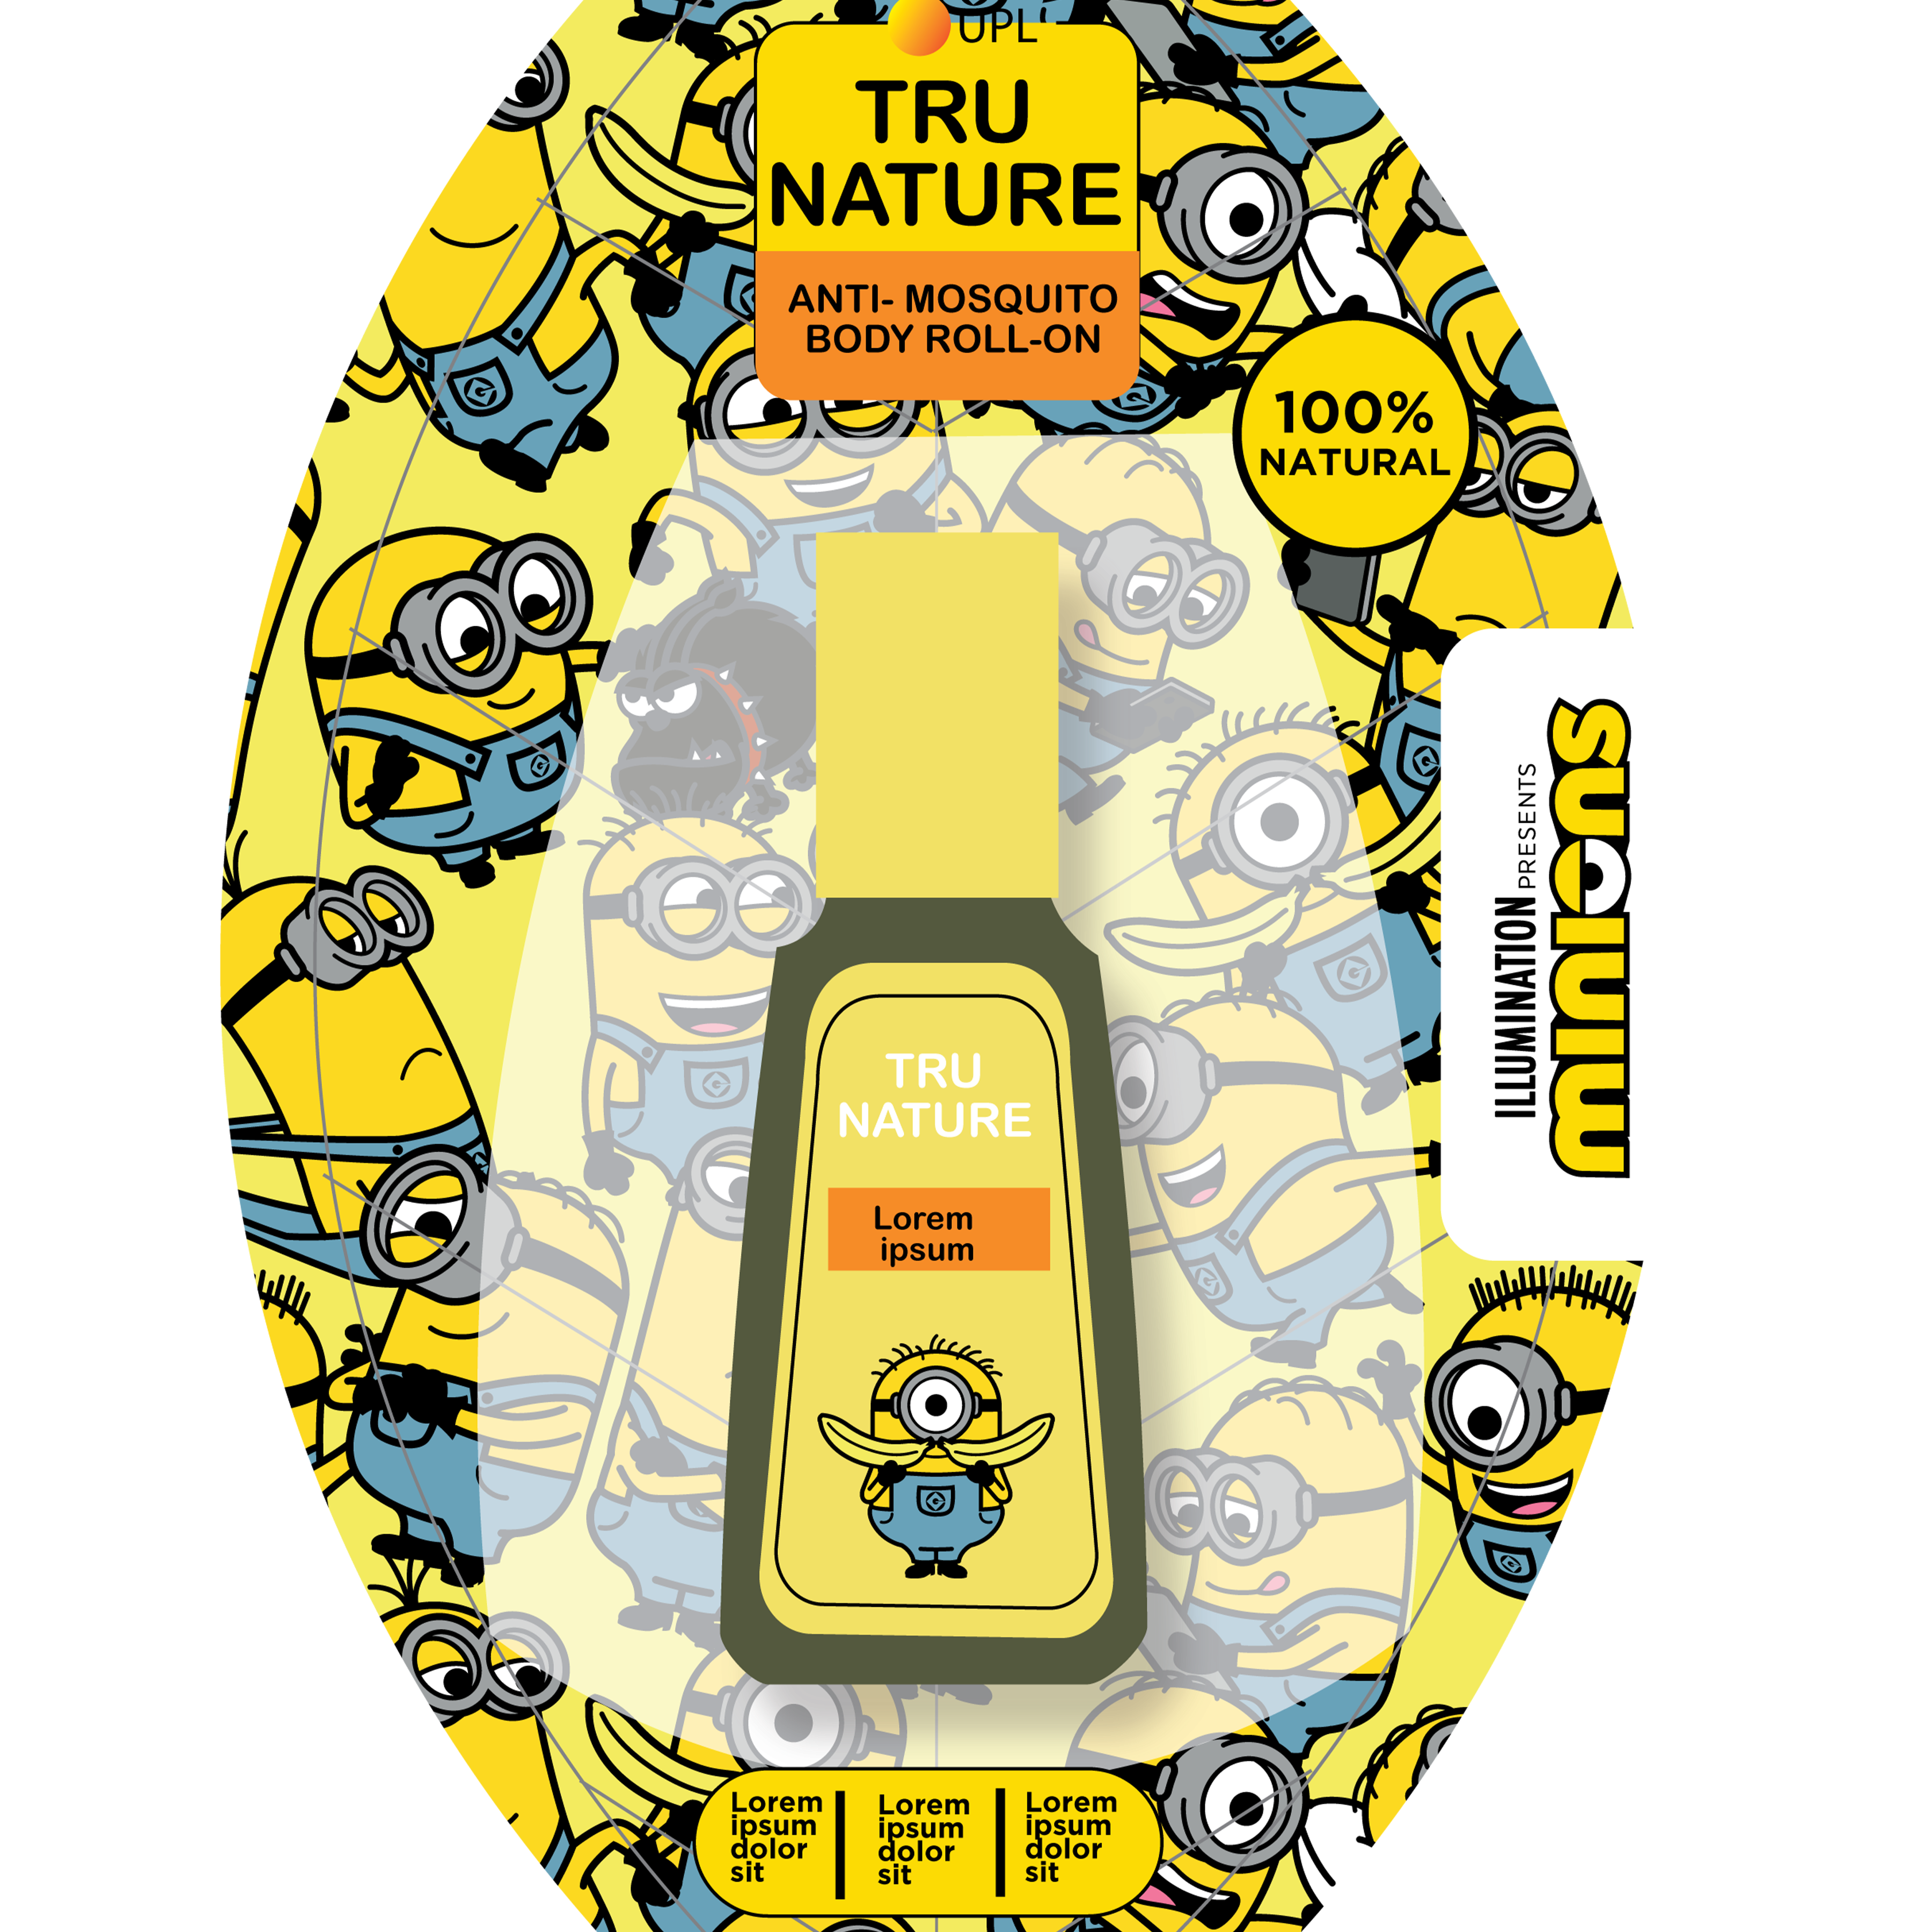 UPL
TRU
NATURE
ANTI- MOSQUITO
BODY ROLL-ON
100%
NATURAL
ILLUMINATION PRESENTS
minions
TRU
NATURE
Lorem
ipsum
Lorem
ipsum
dolor
sit
Lorem
ipsum
dolor
sit
Lorem
ipsum
dolor
sit